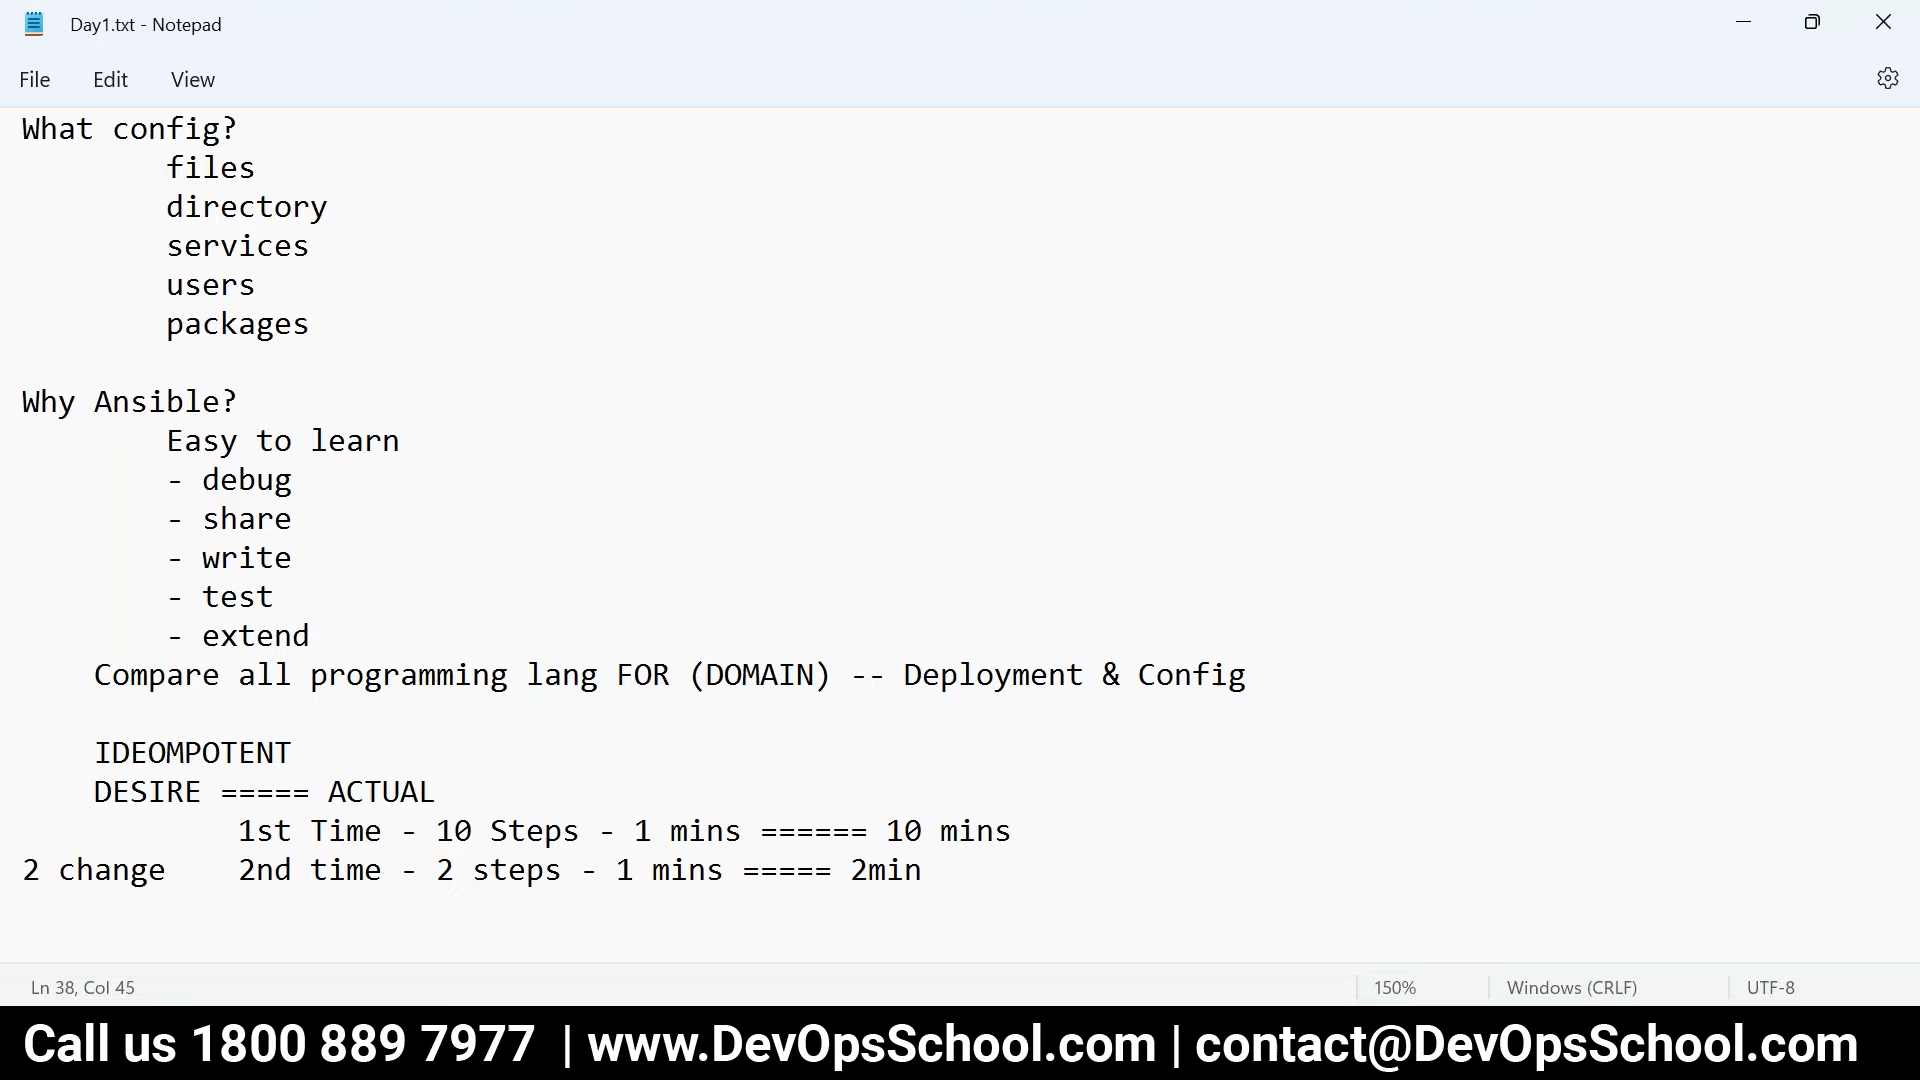 Day1.txt - Notepad
File Edit View
What config?
files
directory
services
users
packages
Why Ansible?
Easy to learn
- debug
- share
- write
- test
- extend
Compare all programming lang FOR (DOMAIN) -- Deployment & Config
IDEOMPOTENT
DESIRE ===== ACTUAL
1st Time - 10 Steps - 1 mins ====== 10 mins
2 change 2nd time - 2 steps - 1 mins ===== 2min
Ln 38, Col 45 150% Windows (CRLF) UTF-8
Call us 1800 889 7977 | www.DevOpsSchool.com | contact@DevOpsSchool.com